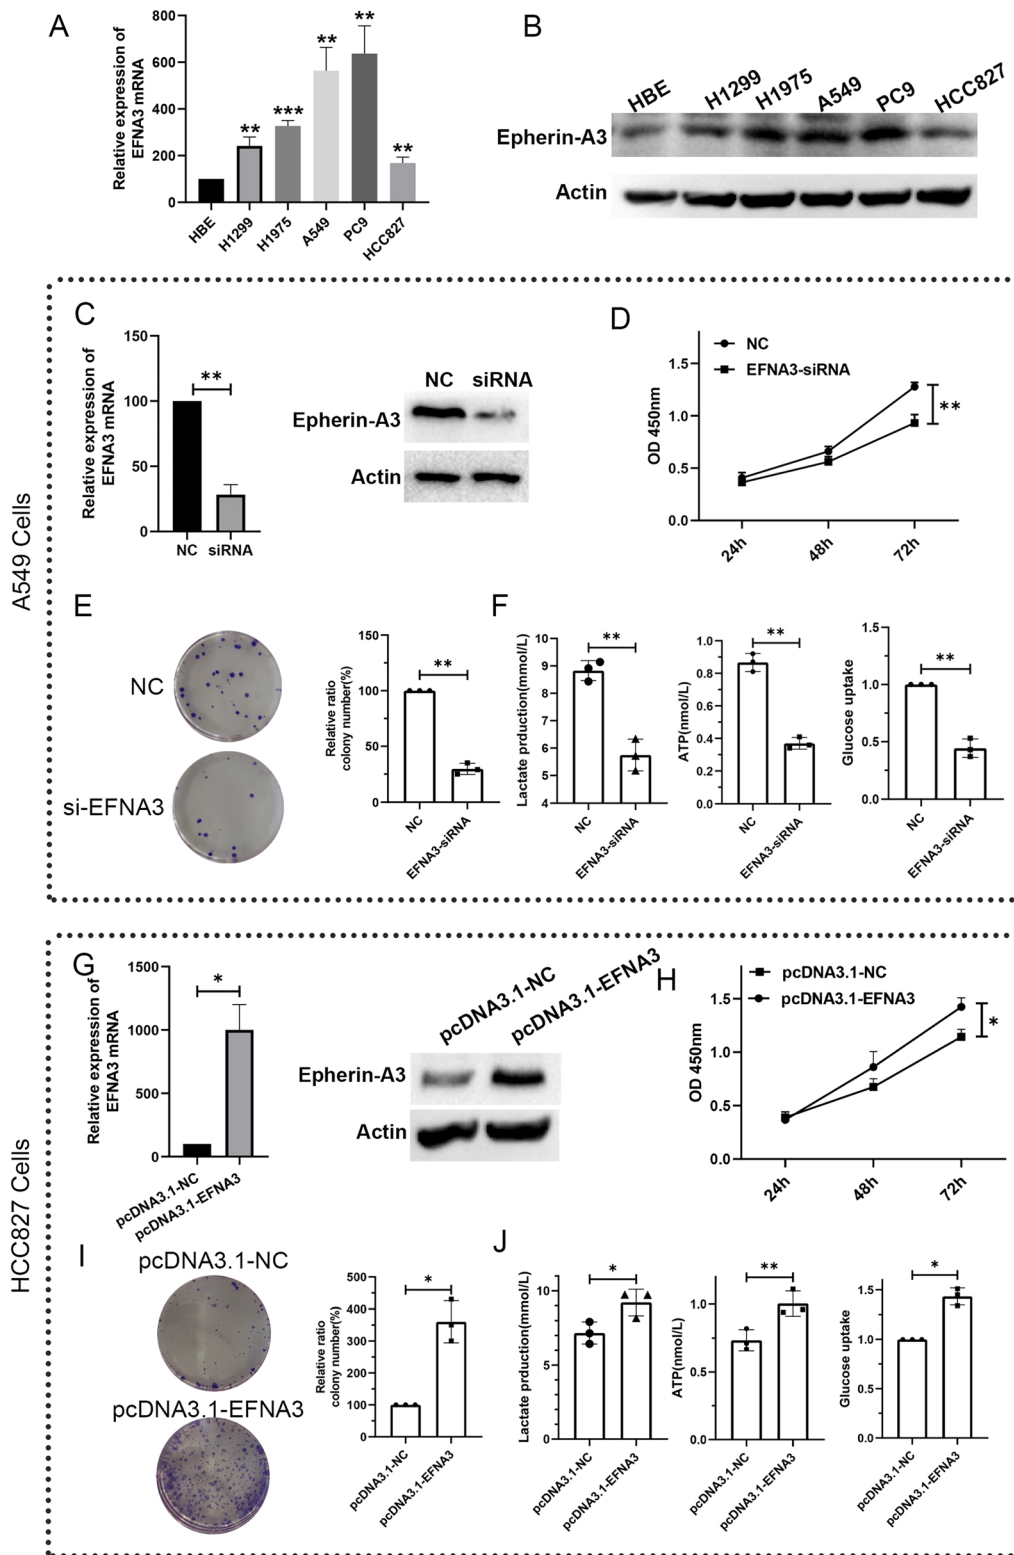 A
Relative expression of
EFNA3 mRNA
800
600
400
200
0
**
***
**
**
**
HBE
H1299
H1975
A549
PC9
HCC827
B
HBE
H1299
H1975
A549
PC9
HCC827
Epherin-A3
Actin
A549 Cells
C
Relative expression of
EFNA3 mRNA
150
100
50
0
**
NC
siRNA
NC siRNA
Epherin-A3
Actin
D
NC
EFNA3-siRNA
OD 450nm
1.5
1.0
0.5
0.0
**
24h
48h
72h
E
NC
si-EFNA3
Relative ratio
colony number(%)
150
100
50
0
**
NC
EFNA3-siRNA
F
Lactate prduction(mmol/L)
10
9
8
7
6
5
4
**
NC
EFNA3-siRNA
ATP(nmol/L)
1.0
0.8
0.6
0.4
0.2
0.0
**
NC
EFNA3-siRNA
Glucose uptake
1.5
1.0
0.5
0.0
**
NC
EFNA3-siRNA
HCC827 Cells
G
Relative expression of
EFNA3 mRNA
1500
1000
500
0
*
pcDNA3.1-NC
pcDNA3.1-EFNA3
pcDNA3.1-NC
pcDNA3.1-EFNA3
Epherin-A3
Actin
H
pcDNA3.1-NC
pcDNA3.1-EFNA3
OD 450nm
1.5
1.0
0.5
0.0
*
24h
48h
72h
I
pcDNA3.1-NC
pcDNA3.1-EFNA3
Relative ratio
colony number(%)
500
400
300
200
100
0
*
pcDNA3.1-NC
pcDNA3.1-EFNA3
J
Lactate prduction(mmol/L)
10
5
0
*
pcDNA3.1-NC
pcDNA3.1-EFNA3
ATP(nmol/L)
1.0
0.5
0.0
**
pcDNA3.1-NC
pcDNA3.1-EFNA3
Glucose uptake
1.5
1.0
0.5
0.0
*
pcDNA3.1-NC
pcDNA3.1-EFNA3